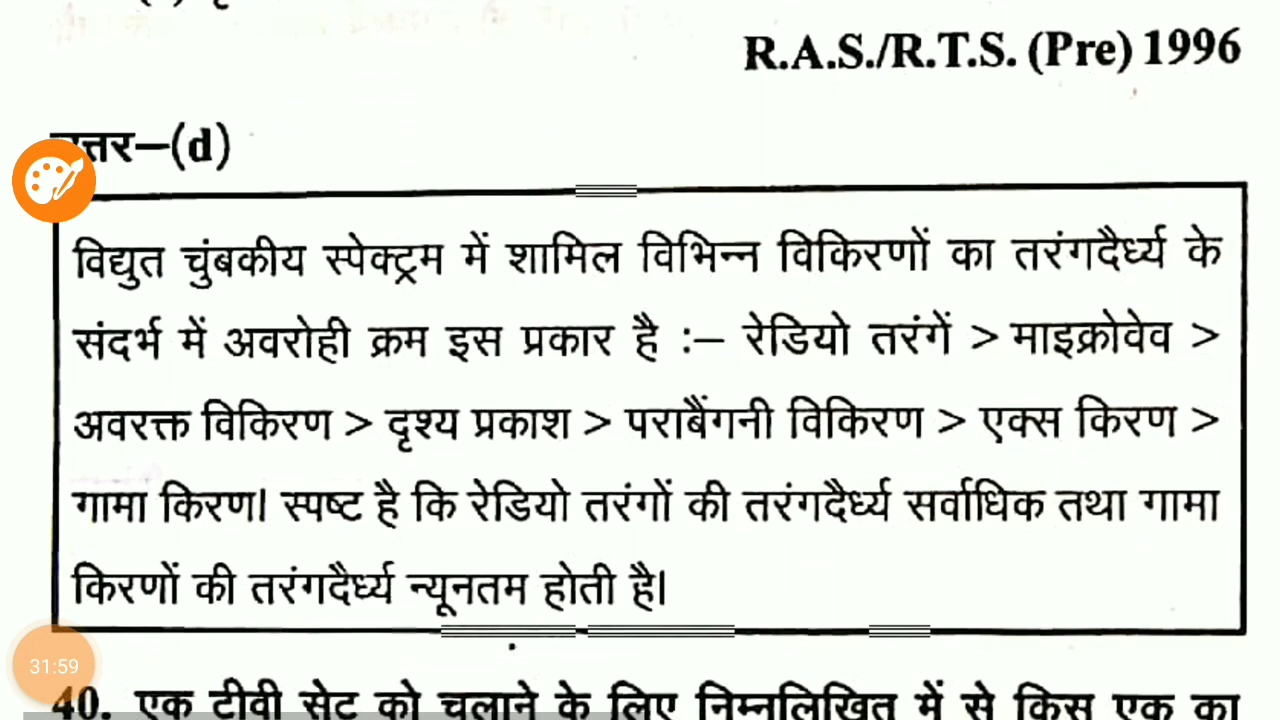 R.A.S./R.T.S. (Pre) 1996
उत्तर–(d)
विद्युत चुंबकीय स्पेक्ट्रम में शामिल विभिन्न विकिरणों का तरंगदैर्ध्य के
संदर्भ में अवरोही क्रम इस प्रकार है :– रेडियो तरंगें > माइक्रोवेव >
अवरक्त विकिरण > दृश्य प्रकाश > पराबैंगनी विकिरण > एक्स किरण >
गामा किरण। स्पष्ट है कि रेडियो तरंगों की तरंगदैर्ध्य सर्वाधिक तथा गामा
किरणों की तरंगदैर्ध्य न्यूनतम होती है।
31:59
40. एक टीवी सेट को चलाने के लिए निम्नलिखित में से किस एक का